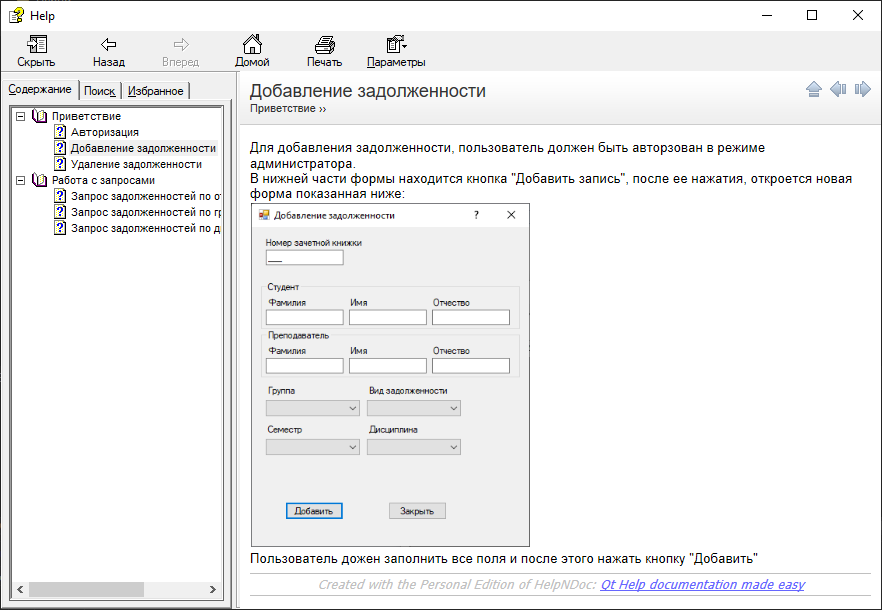 Help
Скрыть
Назад
Вперед
Домой
Печать
Параметры
Содержание
Поиск
Избранное
Приветствие
Авторизация
Добавление задолженности
Удаление задолженности
Работа с запросами
Запрос задолженностей по
Запрос задолженностей по
Запрос задолженностей по
Добавление задолженности
Приветствие ››
Для добавления задолженности, пользователь должен быть авторзован в режиме
администратора.
В нижней части формы находится кнопка "Добавить запись", после ее нажатия, откроется новая
форма показанная ниже:
Добавление задолженности
Номер зачетной книжки
Студент
Фамилия Имя Отчество
Преподаватель
Фамилия Имя Отчество
Группа Вид задолженности
Семестр Дисциплина
Добавить Закрыть
Пользователь дожен заполнить все поля и после этого нажать кнопку "Добавить"
Created with the Personal Edition of HelpNDoc: Qt Help documentation made easy